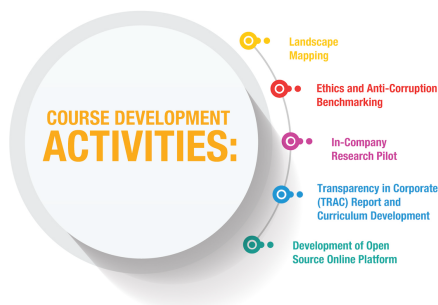 COURSE DEVELOPMENT
ACTIVITIES:
Landscape
Mapping
Ethics and Anti-Corruption
Benchmarking
In-Company
Research Pilot
Transparency in Corporate
(TRAC) Report and
Curriculum Development
Development of Open
Source Online Platform